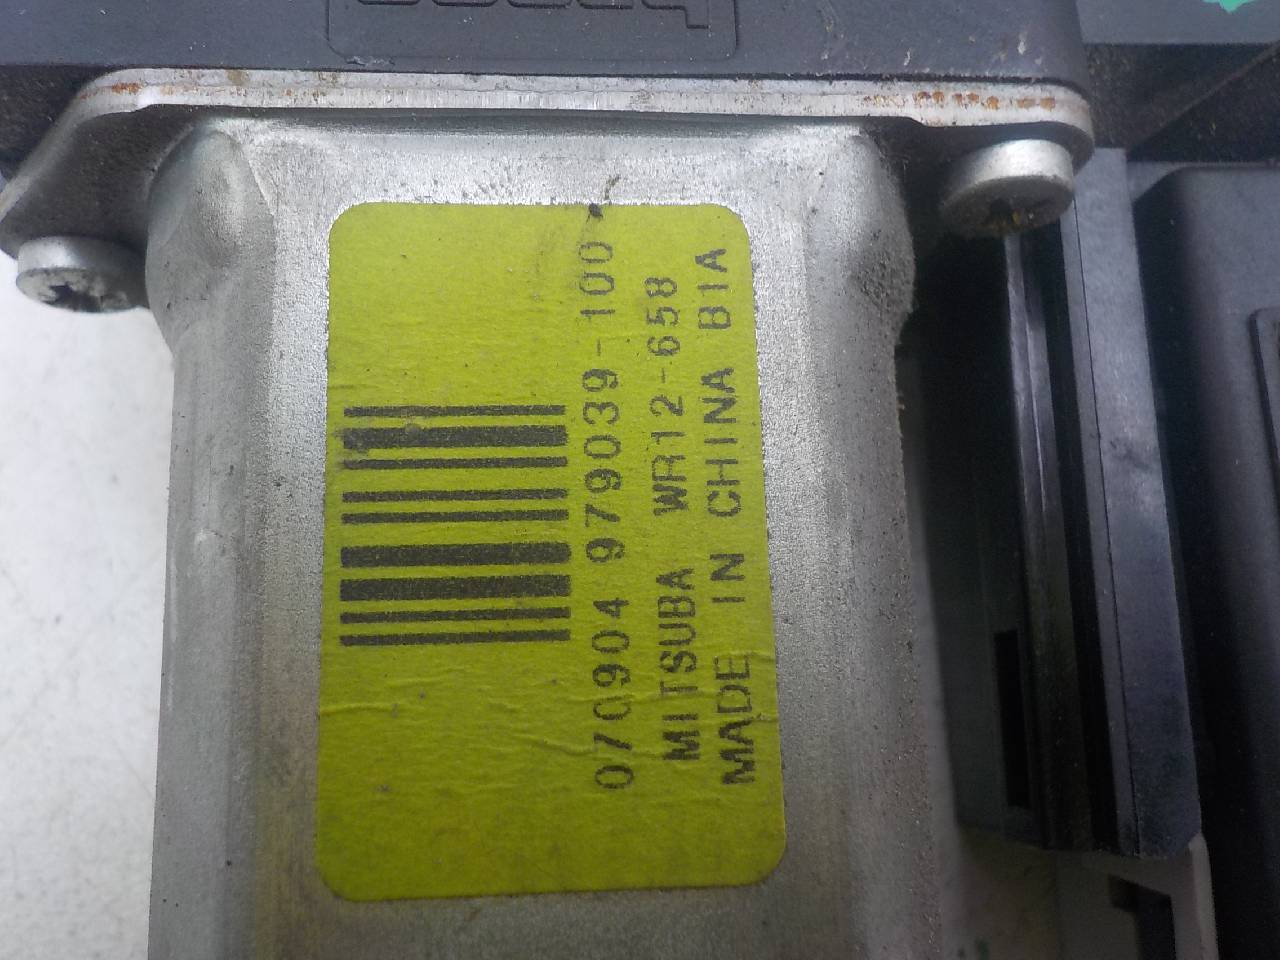 070904 979039-100
MITSUBA WR12-658
MADE IN CHINA B1A